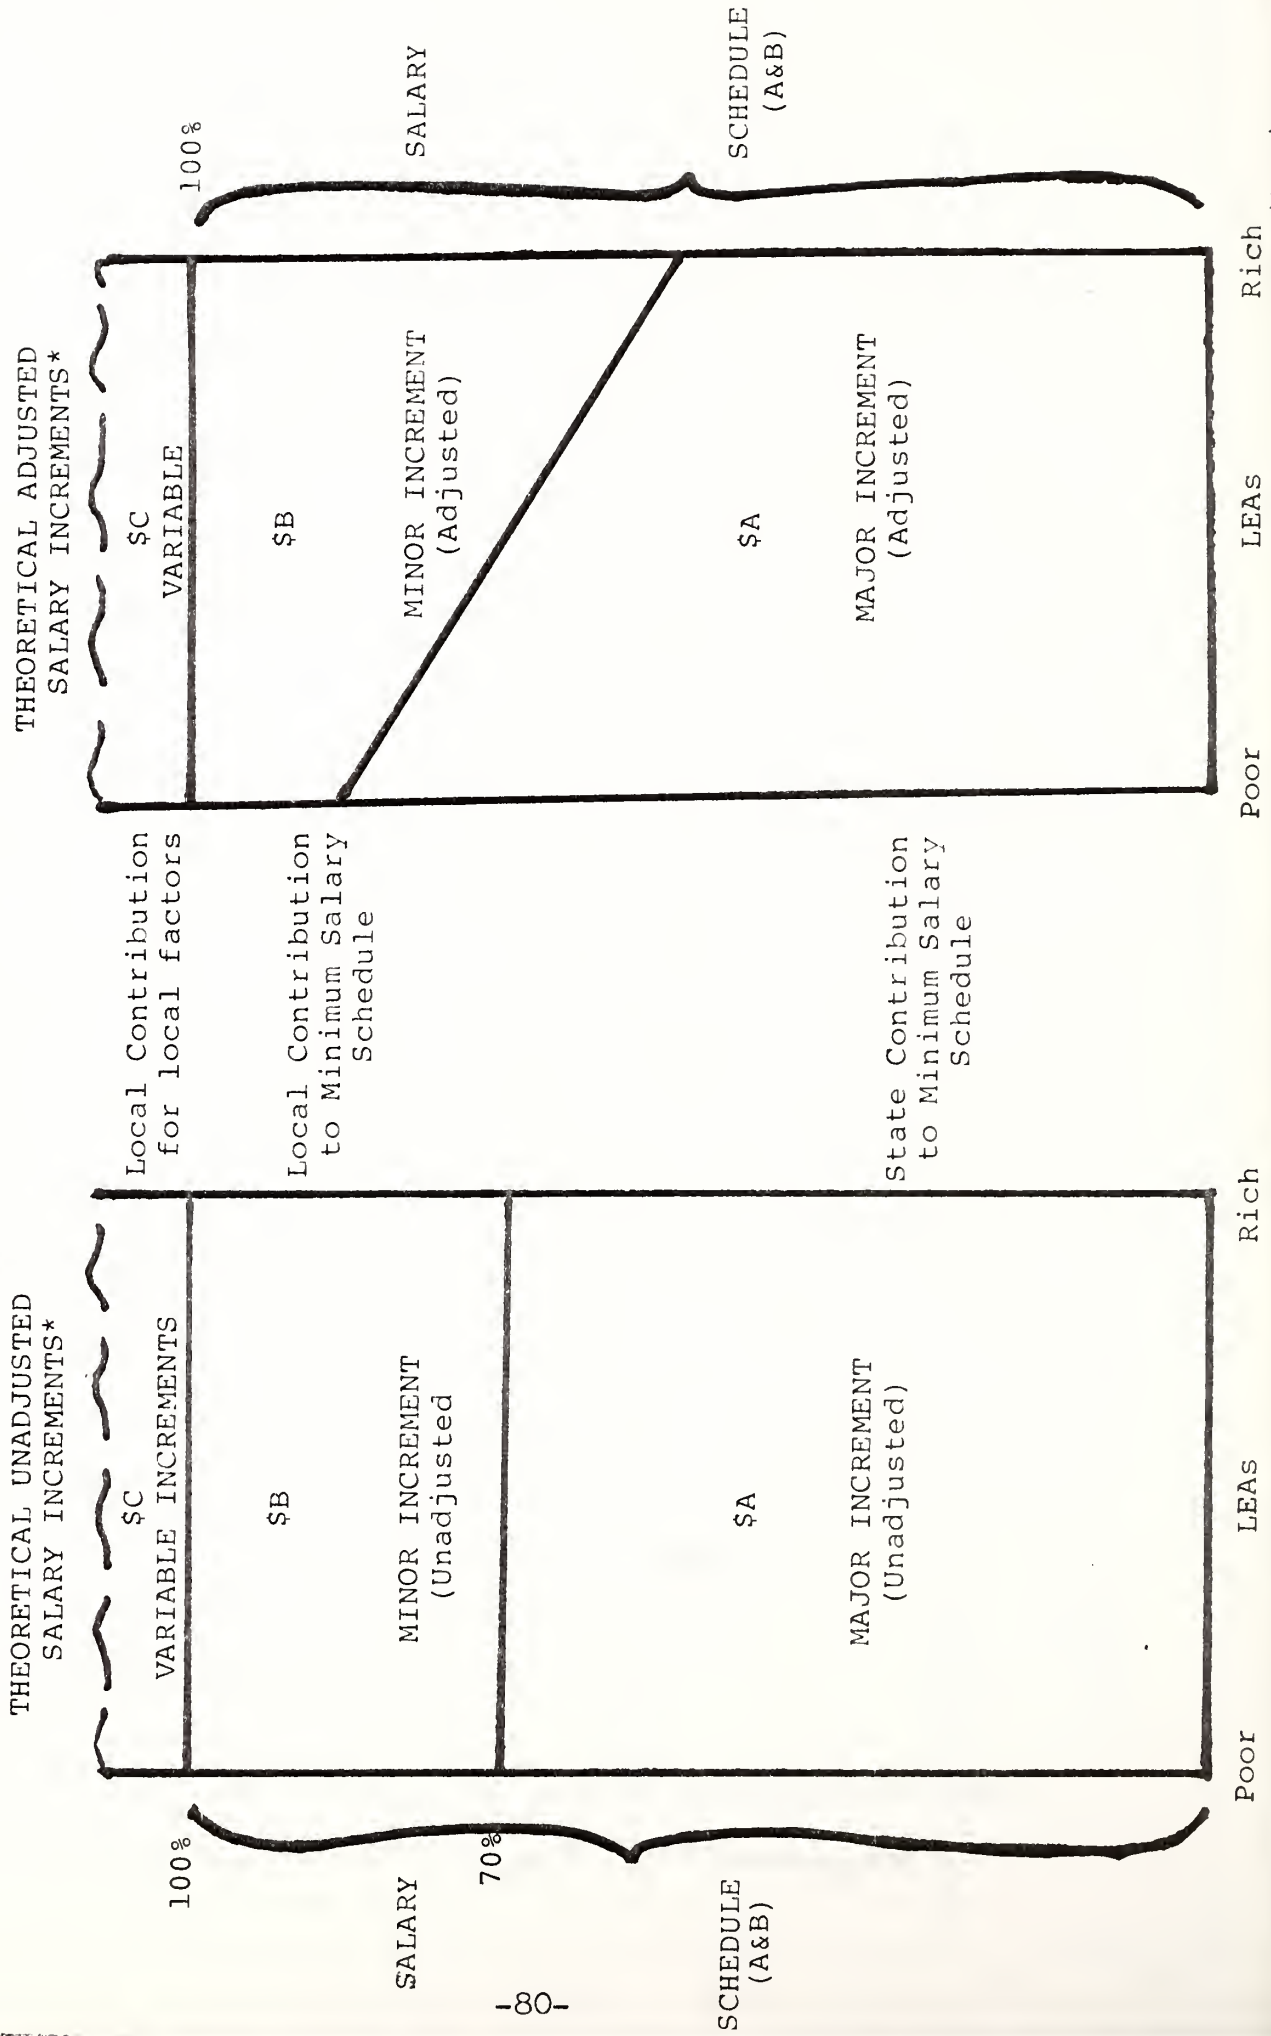 THEORETICAL UNADJUSTED
SALARY INCREMENTS*
100%
SALARY
70%
SCHEDULE
(A&B)
$C
VARIABLE INCREMENTS
$B
MINOR INCREMENT
(Unadjusted
$A
MAJOR INCREMENT
(Unadjusted)
Poor
LEAs
Rich
Local Contribution
for local factors
Local Contribution
to Minimum Salary
Schedule
State Contribution
to Minimum Salary
Schedule
THEORETICAL ADJUSTED
SALARY INCREMENTS*
$C
VARIABLE
$B
MINOR INCREMENT
(Adjusted)
$A
MAJOR INCREMENT
(Adjusted)
Poor
LEAs
Rich
100%
SALARY
SCHEDULE
(A&B)
-80-